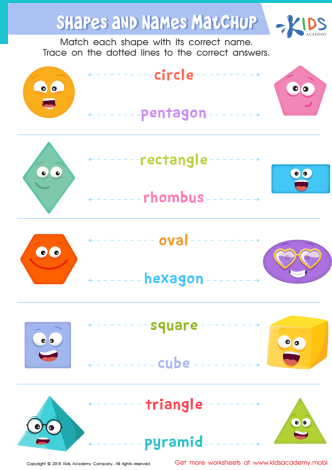 Shapes and Names Matchup
KIDS
ACADEMY
Match each shape with its correct name.
Trace on the dotted lines to the correct answers.
circle
pentagon
rectangle
rhombus
oval
hexagon
square
cube
triangle
pyramid
Copyright © 2018 Kids Academy Company. All rights reserved
Get more worksheets at www.kidsacademy.mobi